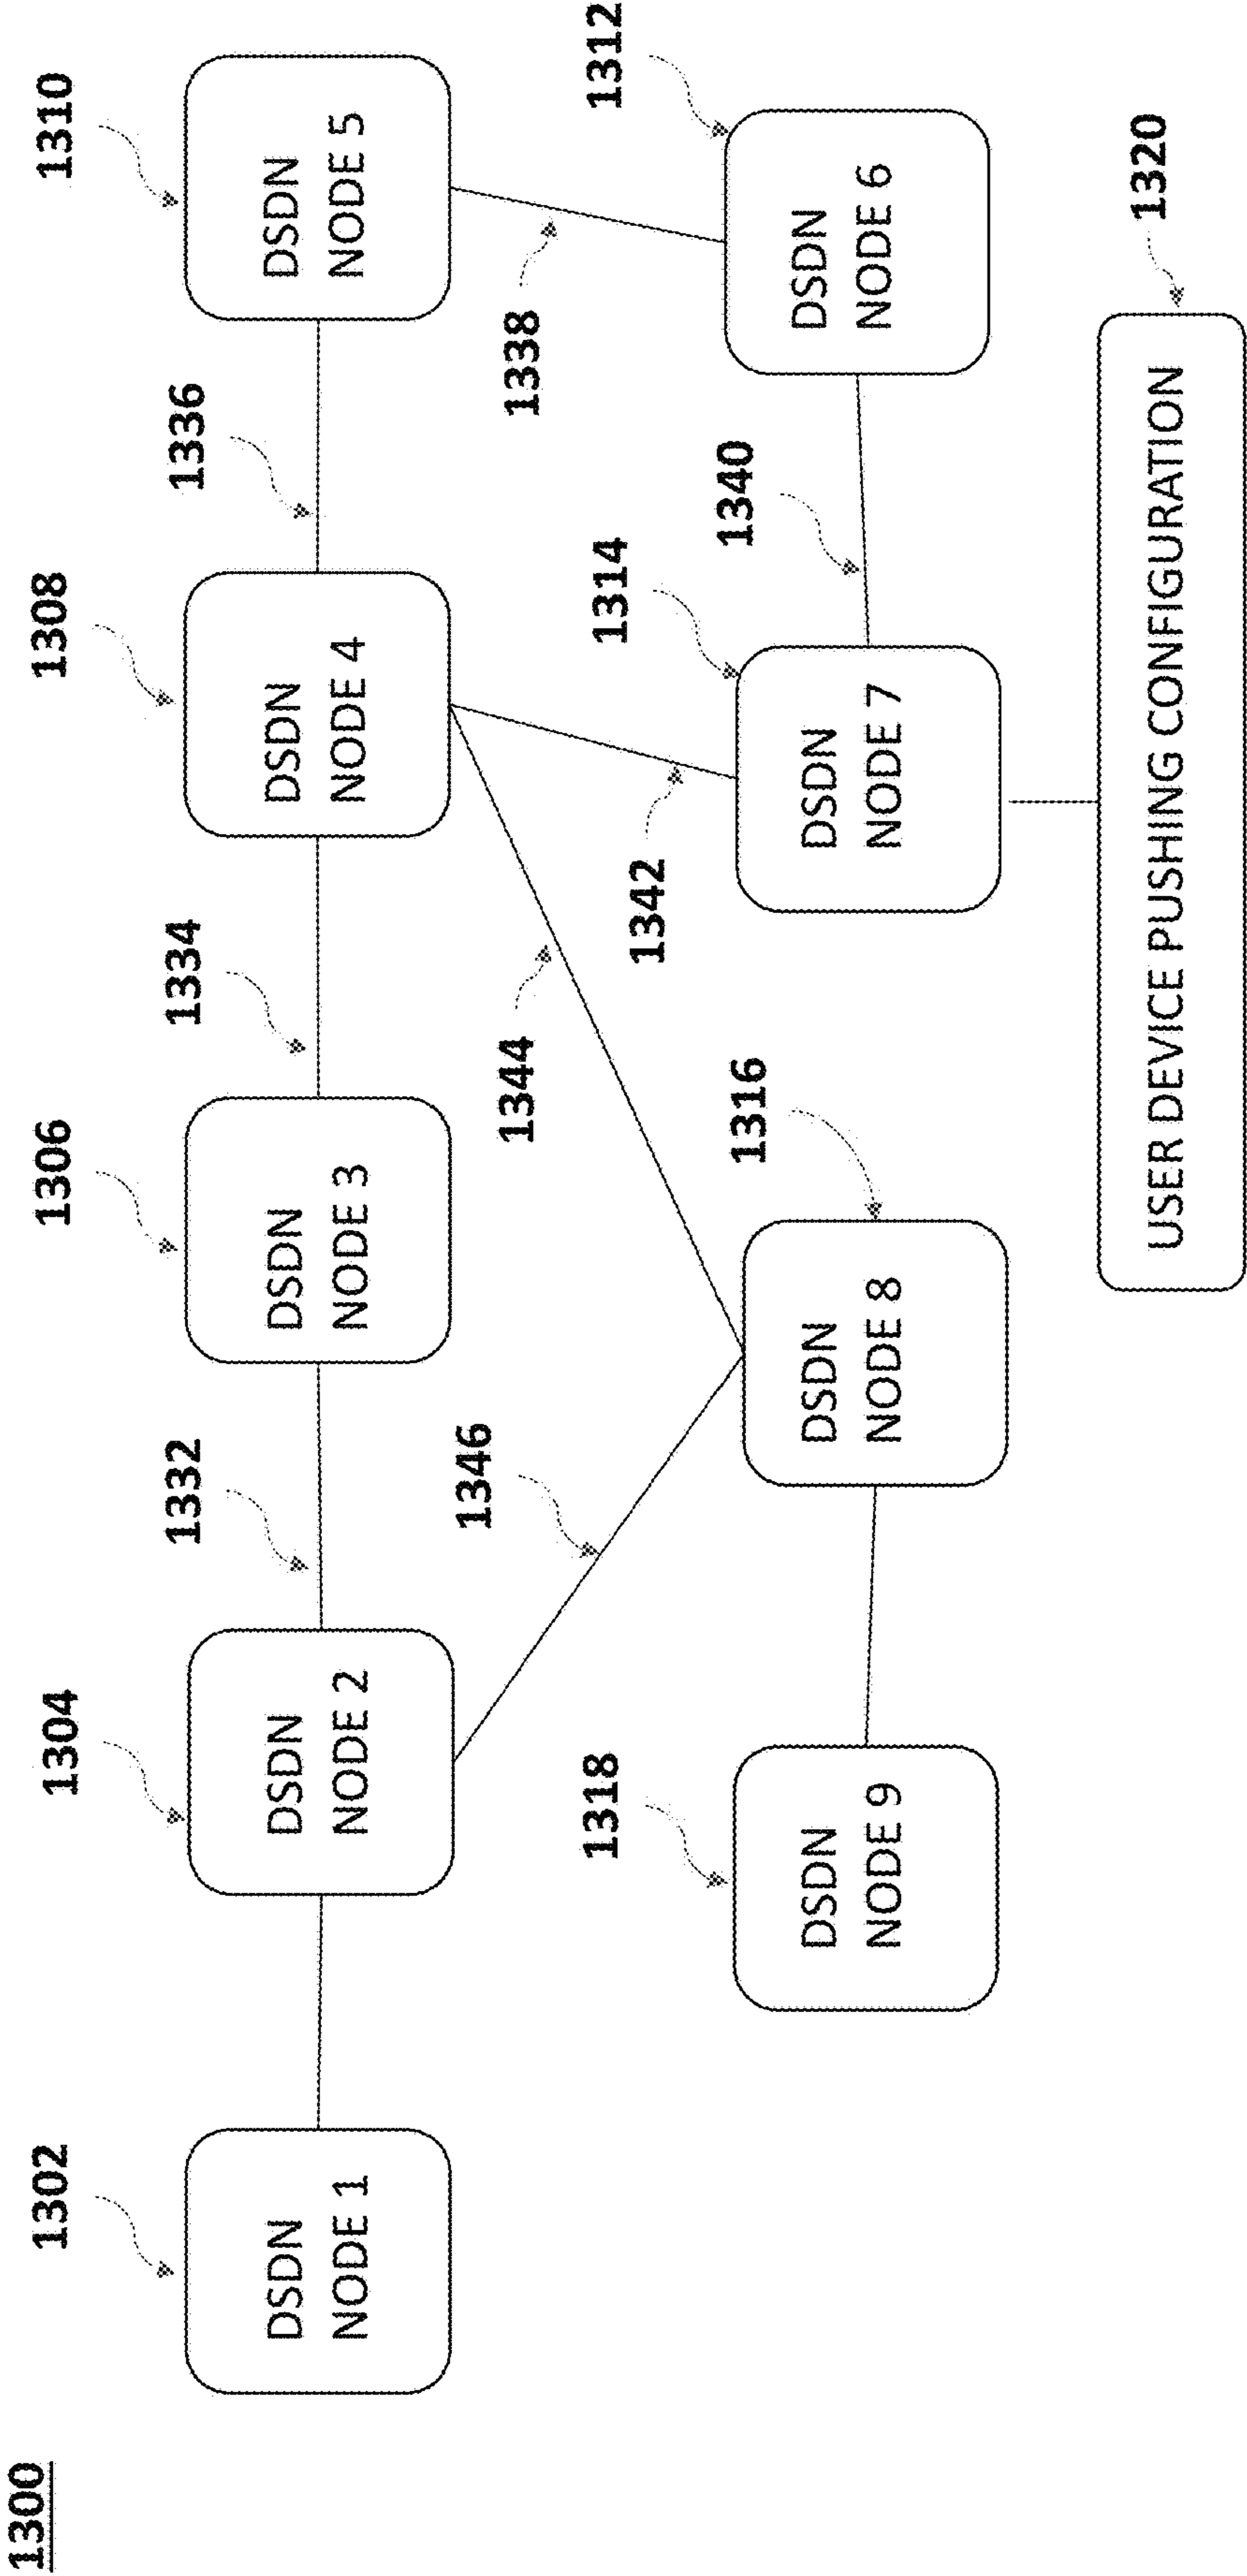 1300
1302
1304
1306
1308
1310
DSDN
NODE 1
DSDN
NODE 2
DSDN
NODE 3
DSDN
NODE 4
DSDN
NODE 5
1332
1334
1336
1346
1344
1342
1338
1340
1318
1316
1314
1312
DSDN
NODE 9
DSDN
NODE 8
DSDN
NODE 7
DSDN
NODE 6
1320
USER DEVICE PUSHING CONFIGURATION